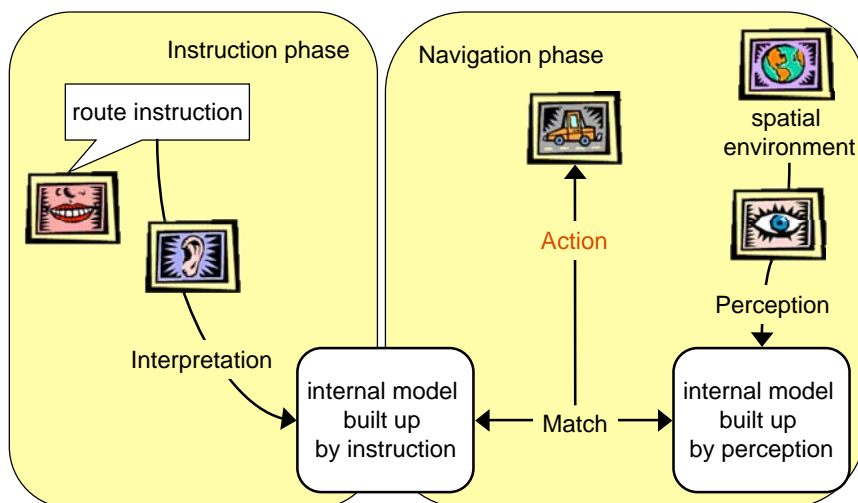 Instruction phase
Navigation phase
route instruction
spatial
environment
Action
Perception
Interpretation
internal model
built up
by instruction
Match
internal model
built up
by perception